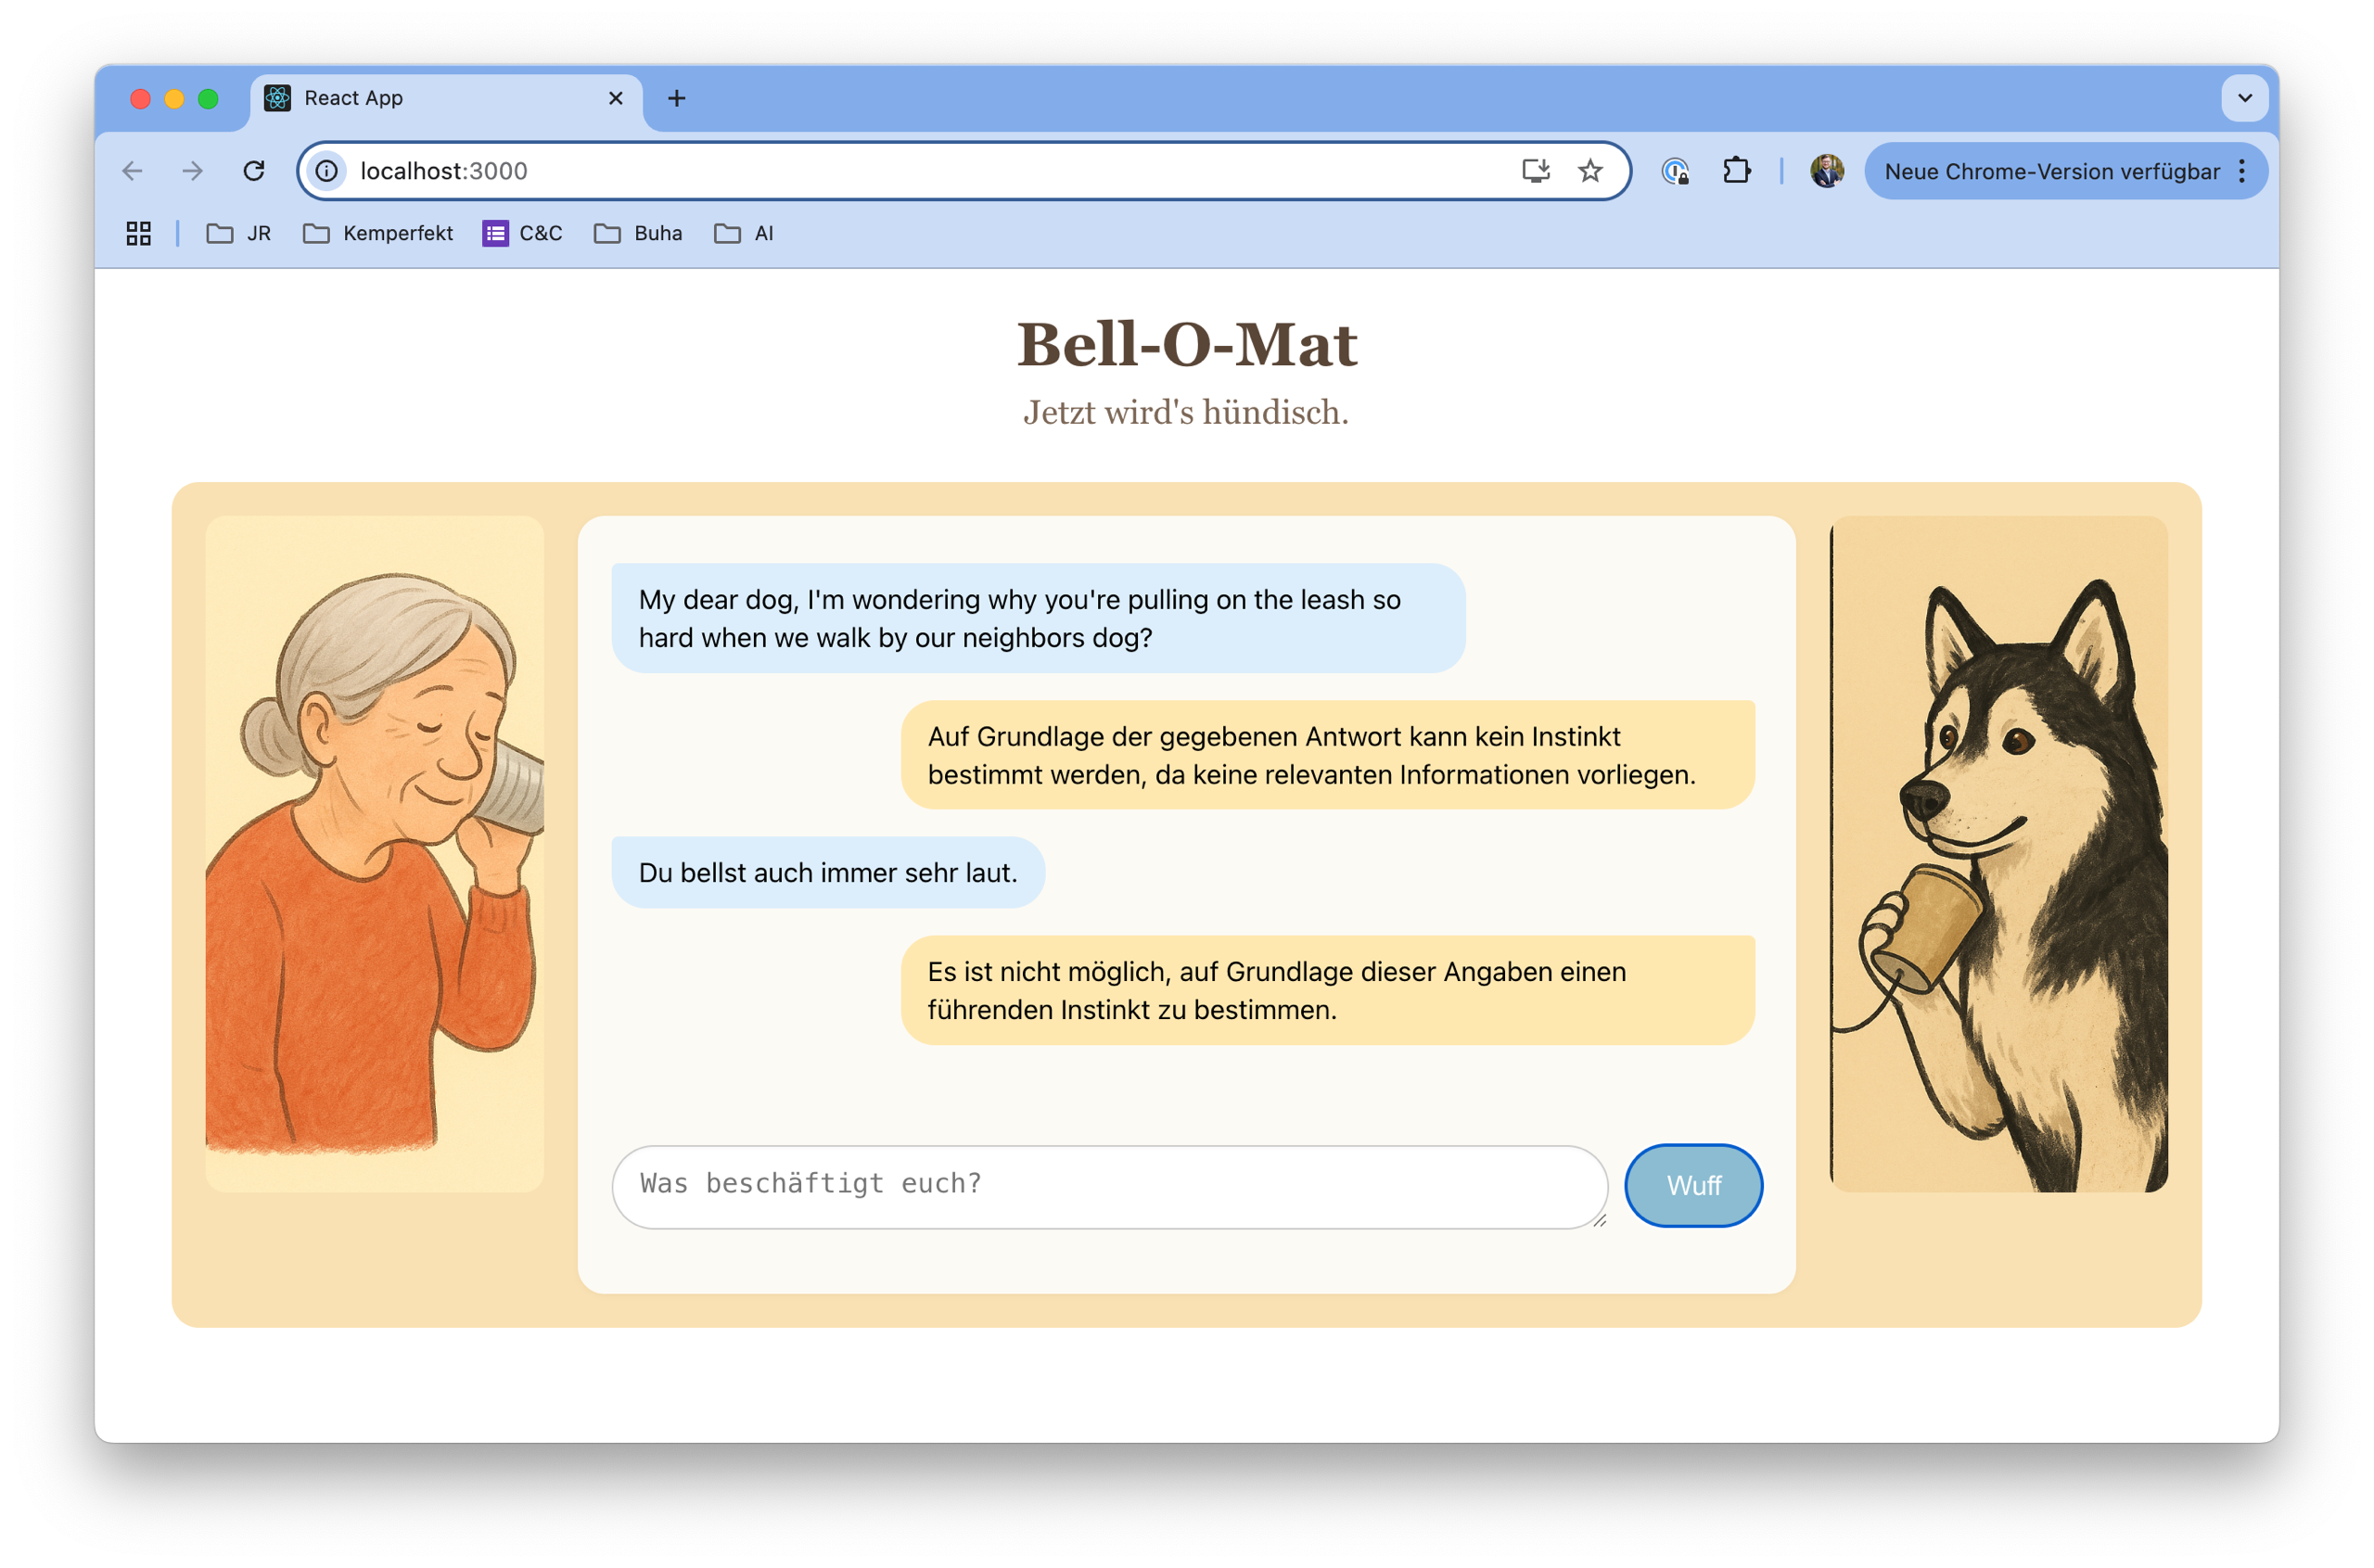 React App
localhost:3000
Neue Chrome-Version verfügbar
JR
Kemperfekt
C&C
Buha
AI
Bell-O-Mat
Jetzt wird's hündisch.
My dear dog, I'm wondering why you're pulling on the leash so
hard when we walk by our neighbors dog?
Auf Grundlage der gegebenen Antwort kann kein Instinkt
bestimmt werden, da keine relevanten Informationen vorliegen.
Du bellst auch immer sehr laut.
Es ist nicht möglich, auf Grundlage dieser Angaben einen
führenden Instinkt zu bestimmen.
Was beschäftigt euch?
Wuff